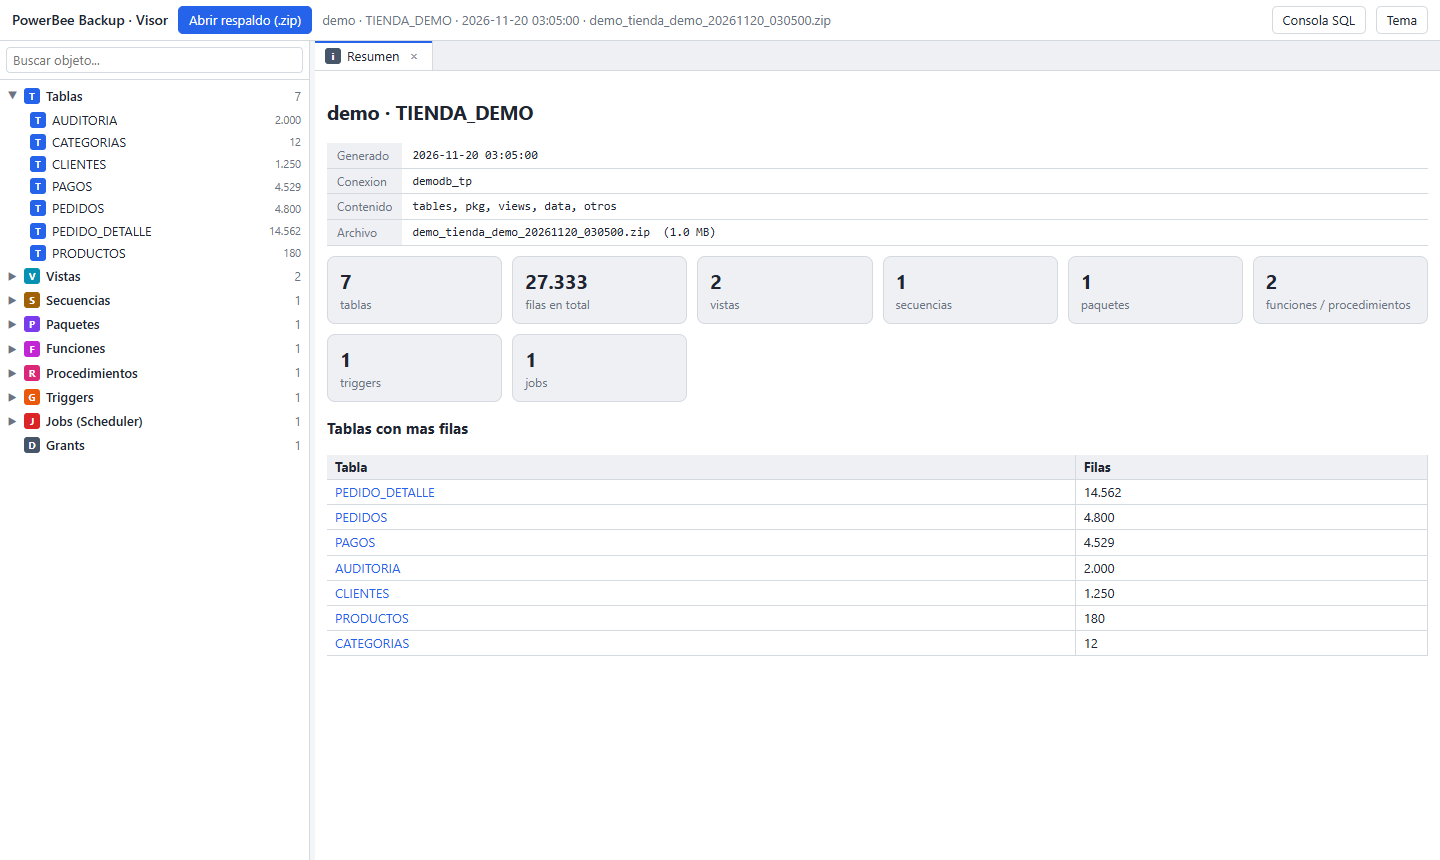 PowerBee Backup · Visor Abrir respaldo (.zip) demo · TIENDA_DEMO · 2026-11-20 03:05:00 · demo_tienda_demo_20261120_030500.zip Consola SQL Tema
Buscar objeto...
T Tablas 7
T AUDITORIA 2.000
T CATEGORIAS 12
T CLIENTES 1.250
T PAGOS 4.529
T PEDIDOS 4.800
T PEDIDO_DETALLE 14.562
T PRODUCTOS 180
V Vistas 2
S Secuencias 1
P Paquetes 1
F Funciones 1
R Procedimientos 1
G Triggers 1
J Jobs (Scheduler) 1
D Grants 1
i Resumen ×
demo · TIENDA_DEMO
Generado 2026-11-20 03:05:00
Conexion demodb_tp
Contenido tables, pkg, views, data, otros
Archivo demo_tienda_demo_20261120_030500.zip (1.0 MB)
7 27.333 2 1 1 2
tablas filas en total vistas secuencias paquetes funciones / procedimientos
1 1
triggers jobs
Tablas con mas filas
Tabla Filas
PEDIDO_DETALLE 14.562
PEDIDOS 4.800
PAGOS 4.529
AUDITORIA 2.000
CLIENTES 1.250
PRODUCTOS 180
CATEGORIAS 12